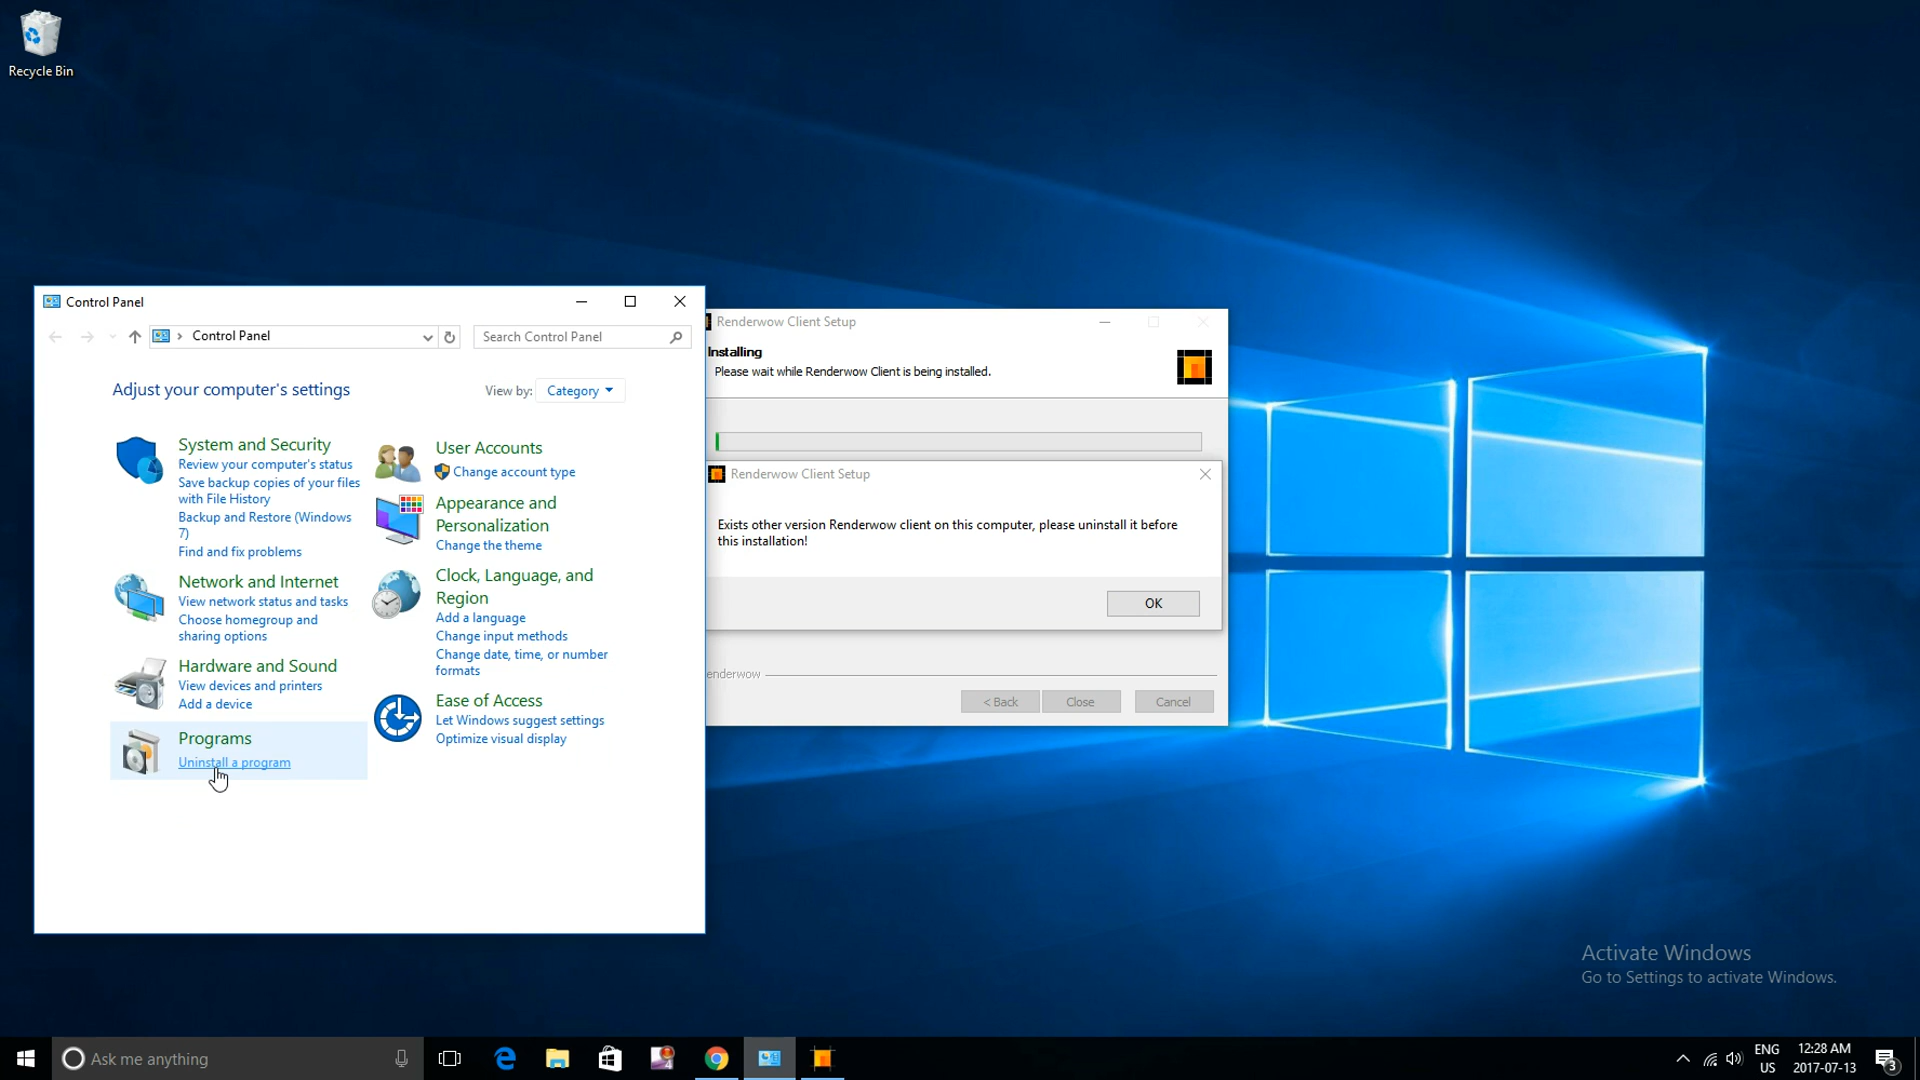 Recycle Bin
Control Panel
Control Panel
Search Control Panel
Adjust your computer's settings
View by:
Category
System and Security
Review your computer's status
Save backup copies of your files
with File History
Backup and Restore (Windows
7)
Find and fix problems
Network and Internet
View network status and tasks
Choose homegroup and
sharing options
Hardware and Sound
View devices and printers
Add a device
Programs
Uninstall a program
User Accounts
Change account type
Appearance and
Personalization
Change the theme
Clock, Language, and
Region
Add a language
Change input methods
Change date, time, or number
formats
Ease of Access
Let Windows suggest settings
Optimize visual display
Renderwow Client Setup
Installing
Please wait while Renderwow Client is being installed.
Renderwow Client Setup
Exists other version Renderwow client on this computer, please uninstall it before
this installation!
OK
enderwow
< Back
Close
Cancel
Activate Windows
Go to Settings to activate Windows.
Ask me anything
4
ENG
US
12:28 AM
2017-07-13
3